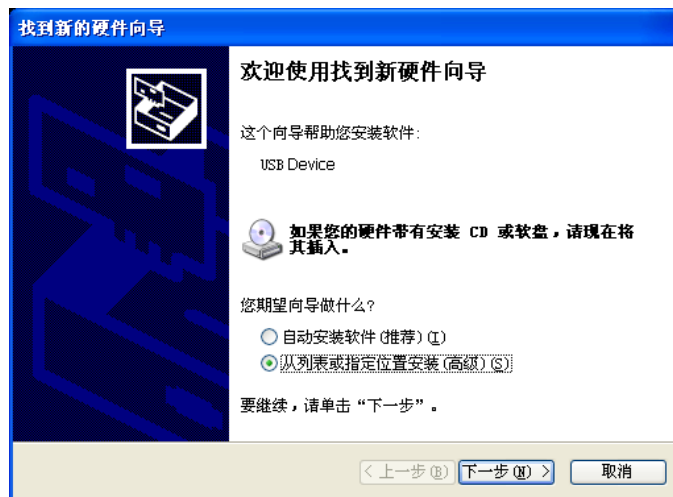 找到新的硬件向导
欢迎使用找到新硬件向导
这个向导帮助您安装软件:
USB Device
如果您的硬件带有安装 CD 或软盘，请现在将
其插入。
您期望向导做什么?
自动安装软件(推荐)(I)
从列表或指定位置安装(高级)(S)
要继续，请单击“下一步”。
< 上一步(B) 下一步(N) > 取消